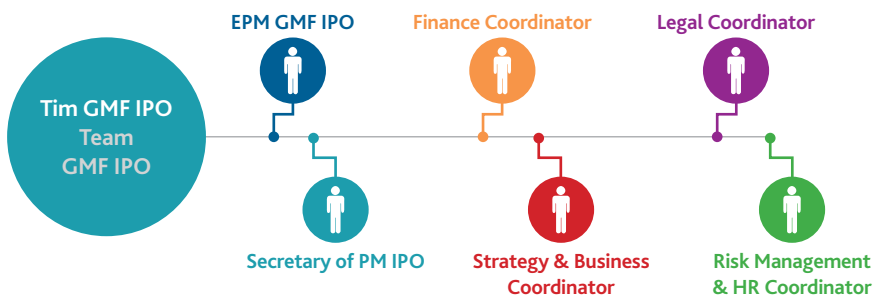 EPM GMF IPO
Finance Coordinator
Legal Coordinator
Tim GMF IPO
Team
GMF IPO
Secretary of PM IPO
Strategy & Business
Coordinator
Risk Management
& HR Coordinator